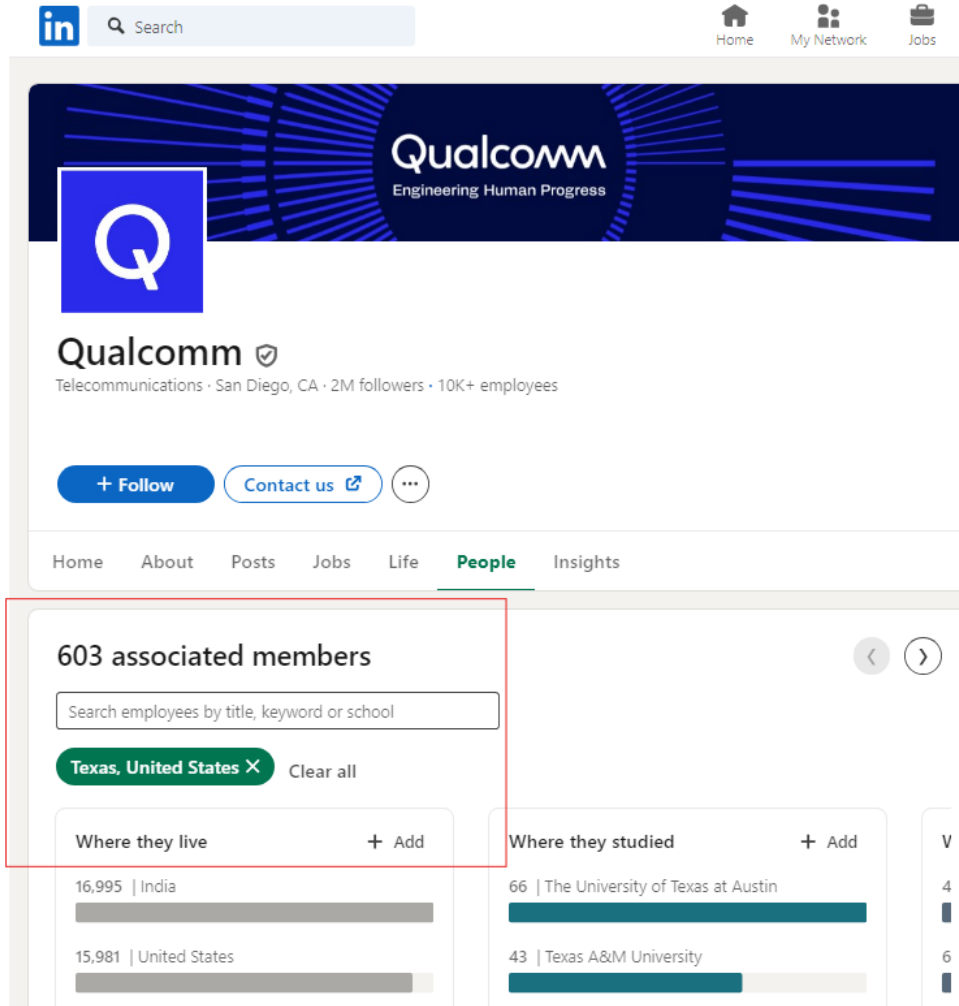 in Search
Home My Network Jobs
Qualcomm
Engineering Human Progress
Q
Qualcomm
Telecommunications · San Diego, CA · 2M followers · 10K+ employees
+ Follow Contact us ···
Home About Posts Jobs Life People Insights
603 associated members
Search employees by title, keyword or school
Texas, United States × Clear all
Where they live + Add Where they studied + Add
16,995 | India 66 | The University of Texas at Austin
15,981 | United States 43 | Texas A&M University